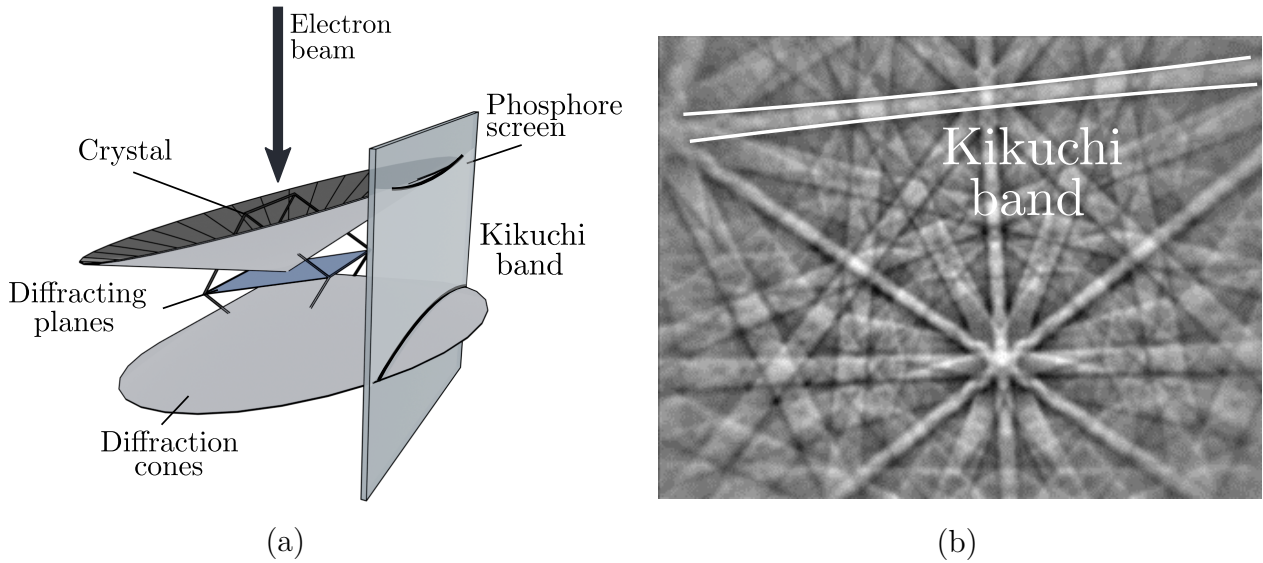 Electron
beam
Phosphore
screen
Crystal
Kikuchi
band
Diffracting
planes
Diffraction
cones
(a)
Kikuchi
band
(b)